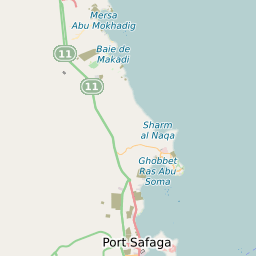 Mersa
Abu Mokhadig
11
Baie de
Makadi
11
Sharm
al Naqa
Ghobbet
Ras Abu
Soma
Port Safaga